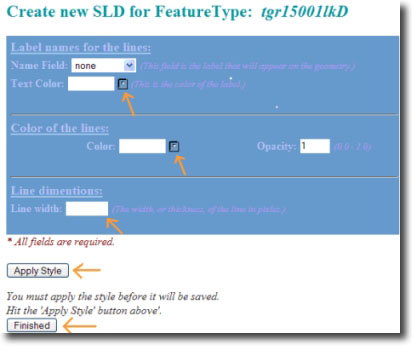 Create new SLD for FeatureType: tgr15001lkD
Label names for the lines:
Name Field: none (This field is the label that will appear on the geometry.)
Text Color: (This is the color of the label.)
Color of the lines:
Color: Opacity: 1 (0.0 - 1.0)
Line dimentions:
Line width: (The width, or thickness, of the line in pixles.)
* All fields are required.
Apply Style
You must apply the style before it will be saved.
Hit the 'Apply Style' button above'.
Finished